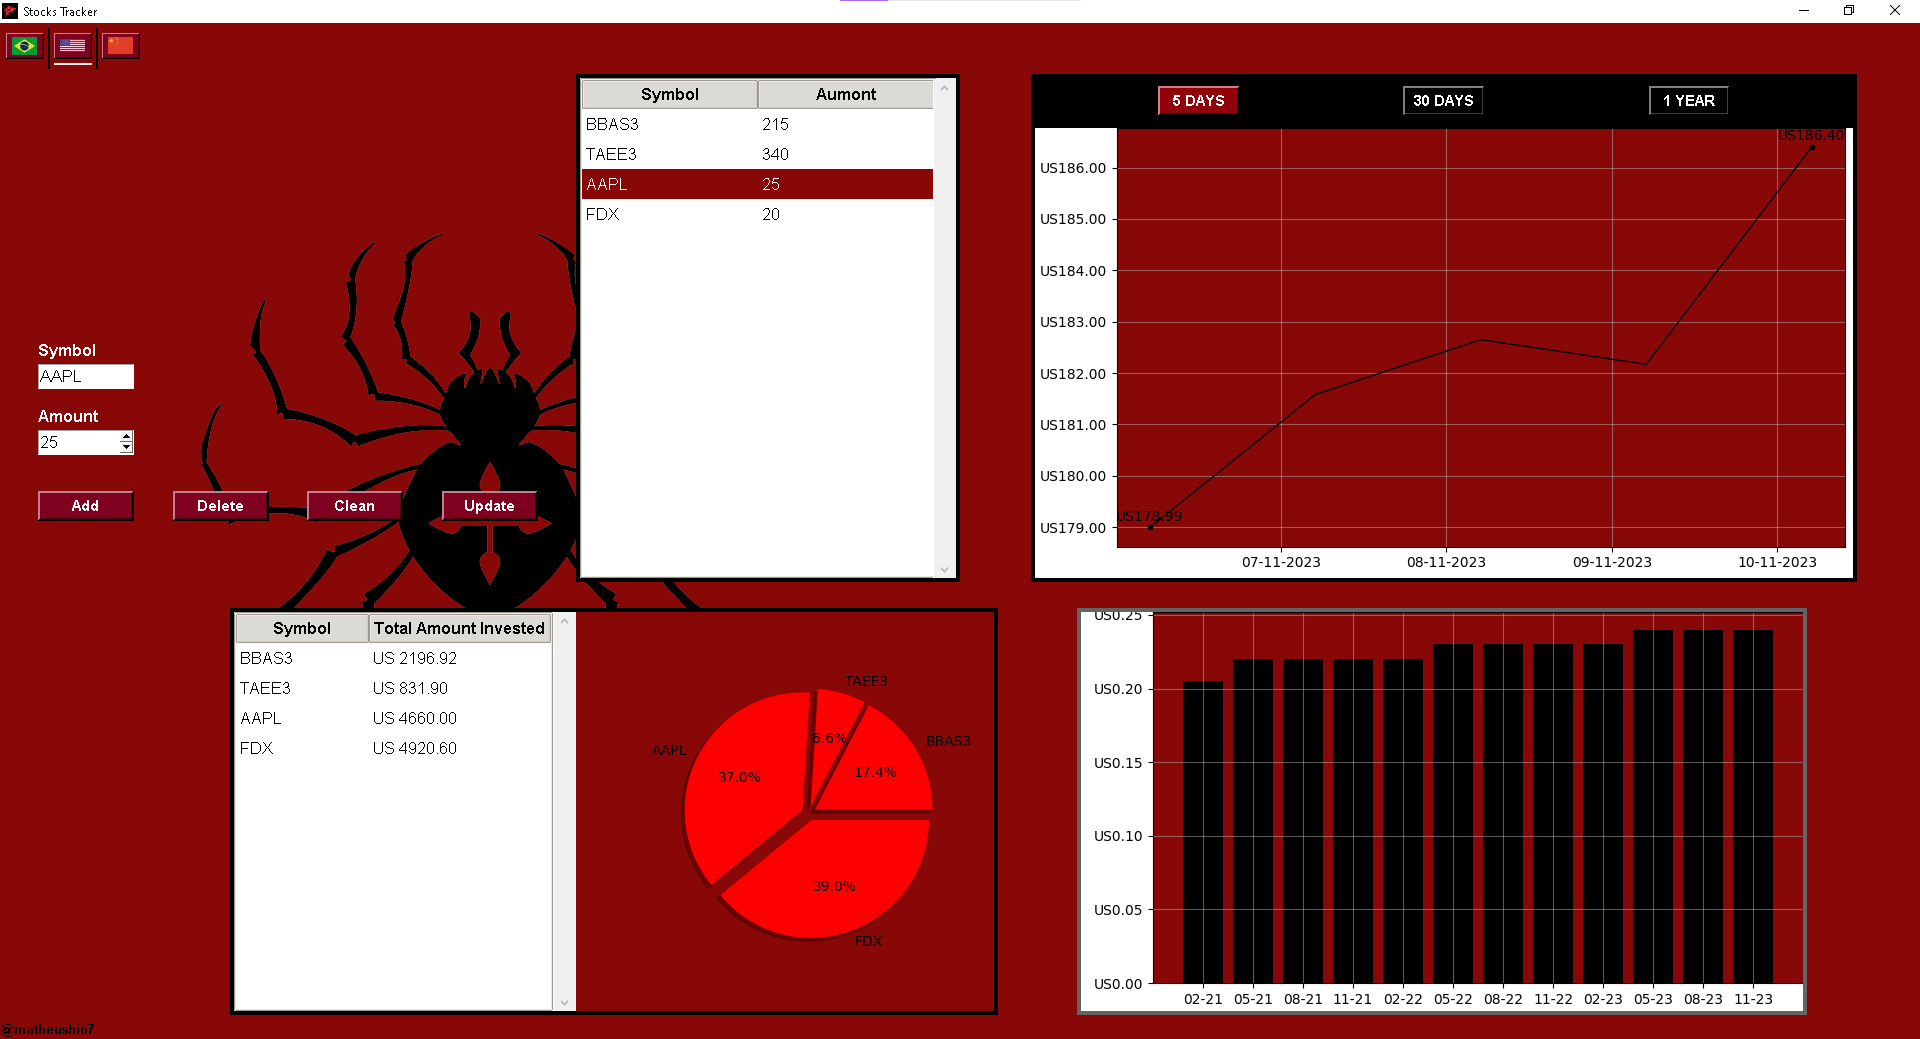 Stocks Tracker
Symbol
AAPL
Amount
25
Add Delete Clean Update
Symbol Aumont
BBAS3 215
TAEE3 340
AAPL 25
FDX 20
5 DAYS 30 DAYS 1 YEAR
US186.40
US186.00
US185.00
US184.00
US183.00
US182.00
US181.00
US180.00
US178.99
US179.00
07-11-2023 08-11-2023 09-11-2023 10-11-2023
Symbol Total Amount Invested
BBAS3 US 2196.92
TAEE3 US 831.90
AAPL US 4660.00
FDX US 4920.60
TAEE3
6.6%
BBAS3
17.4%
AAPL
37.0%
39.0%
FDX
US0.25
US0.20
US0.15
US0.10
US0.05
US0.00
02-21 05-21 08-21 11-21 02-22 05-22 08-22 11-22 02-23 05-23 08-23 11-23
@matheushio7